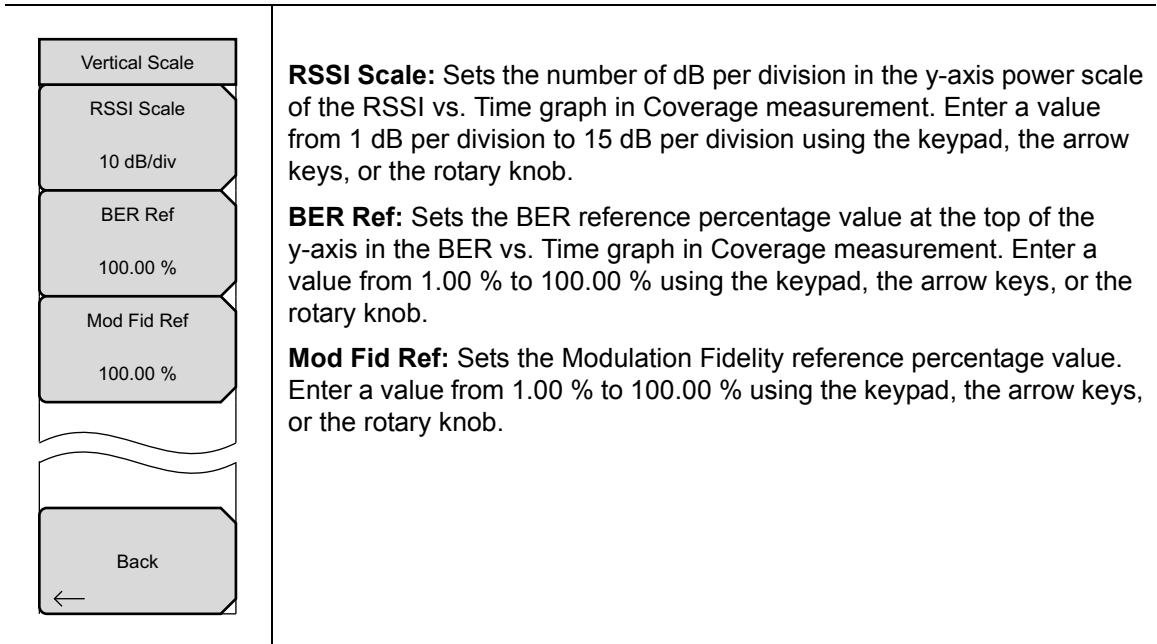 Vertical Scale
RSSI Scale
10 dB/div
BER Ref
100.00 %
Mod Fid Ref
100.00 %
Back
RSSI Scale: Sets the number of dB per division in the y-axis power scale
of the RSSI vs. Time graph in Coverage measurement. Enter a value
from 1 dB per division to 15 dB per division using the keypad, the arrow
keys, or the rotary knob.
BER Ref: Sets the BER reference percentage value at the top of the
y-axis in the BER vs. Time graph in Coverage measurement. Enter a
value from 1.00 % to 100.00 % using the keypad, the arrow keys, or the
rotary knob.
Mod Fid Ref: Sets the Modulation Fidelity reference percentage value.
Enter a value from 1.00 % to 100.00 % using the keypad, the arrow keys,
or the rotary knob.